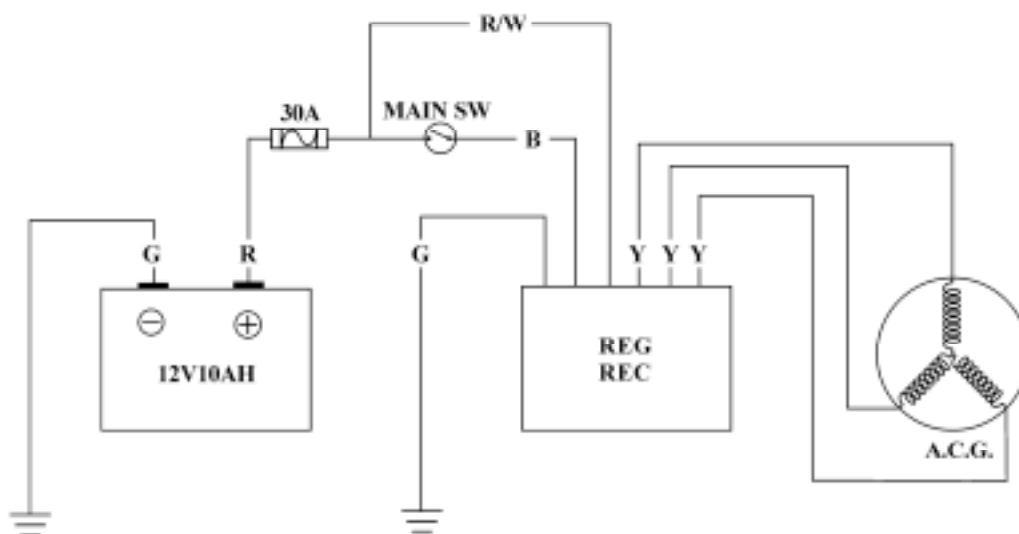 R/W
30A
MAIN SW
B
G
R
G
Y
Y
Y
12V10AH
REG
REC
A.C.G.